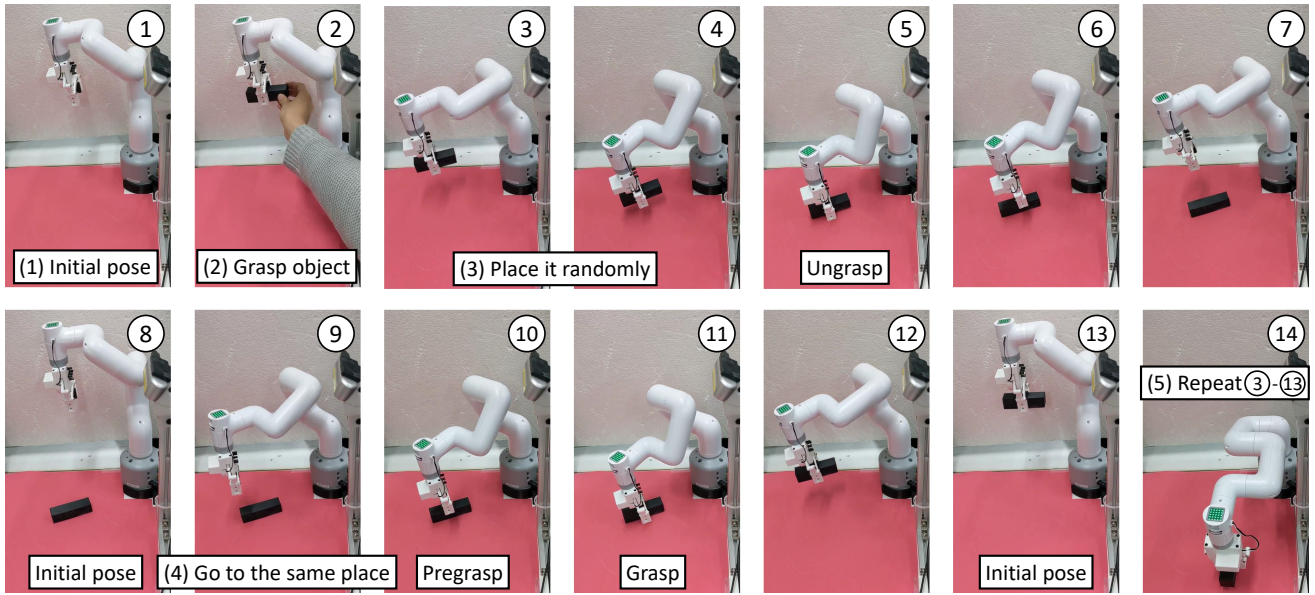 1
2
3
4
5
6
7
(1) Initial pose
(2) Grasp object
(3) Place it randomly
Ungrasp
8
9
10
11
12
13
14
(5) Repeat ③-⑬
Initial pose
(4) Go to the same place
Pregrasp
Grasp
Initial pose